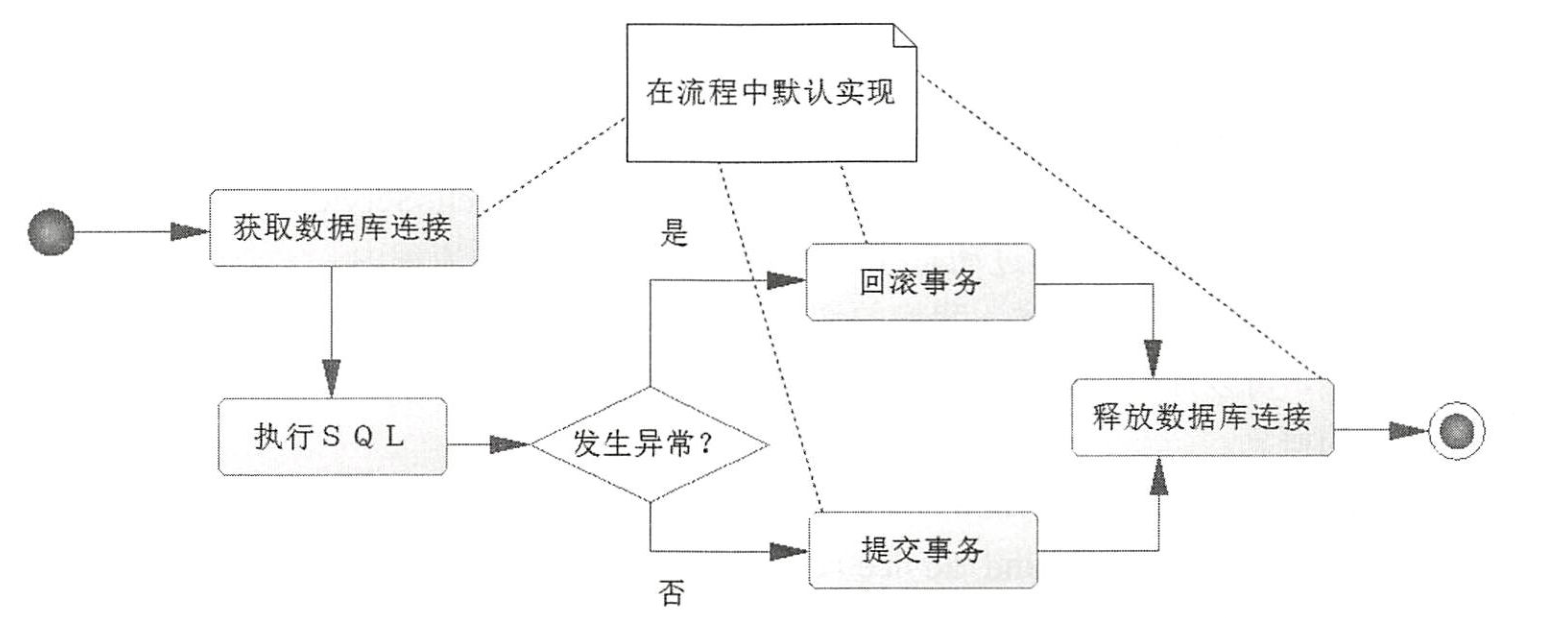 在流程中默认实现
获取数据库连接
是
回滚事务
释放数据库连接
执行ＳＱＬ
发生异常？
提交事务
否